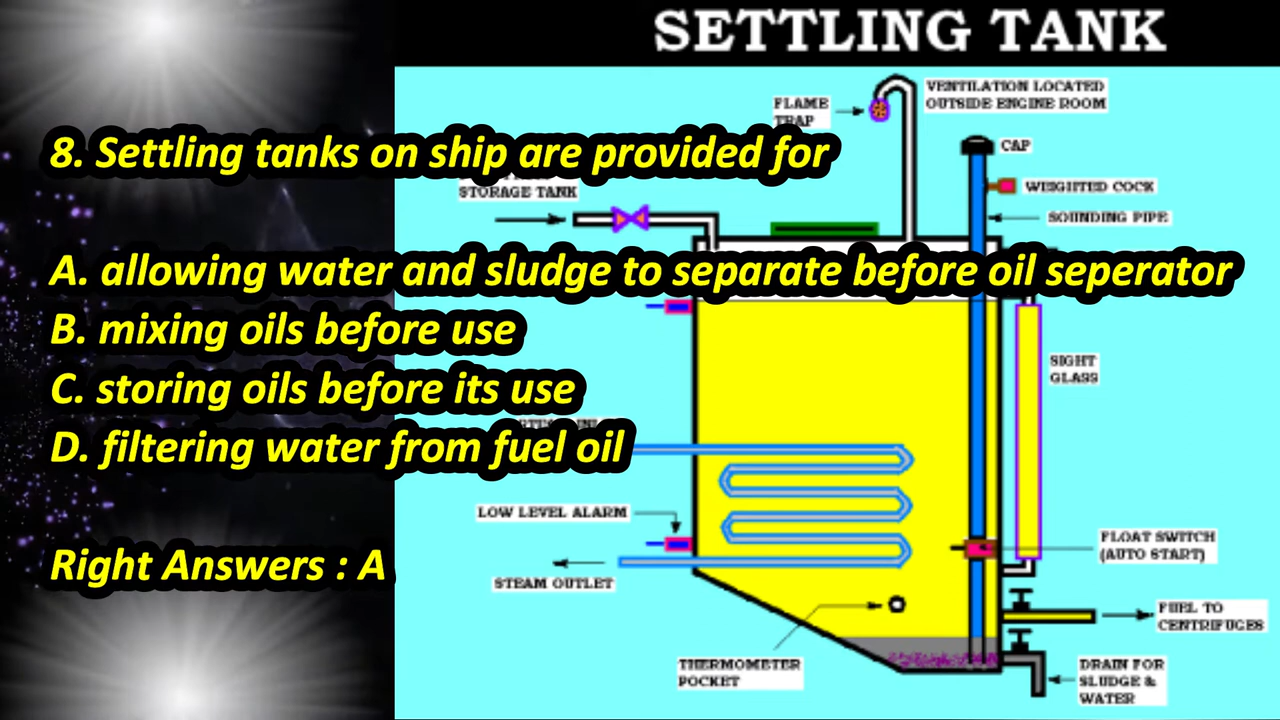 SETTLING TANK
VENTILATION LOCATED
OUTSIDE ENGINE ROOM
FLAME
TRAP
CAP
8. Settling tanks on ship are provided for
STORAGE TANK
WEIGHTED COCK
SOUNDING PIPE
A. allowing water and sludge to separate before oil seperator
B. mixing oils before use
C. storing oils before its use
D. filtering water from fuel oil
SIGHT
GLASS
LOW LEVEL ALARM
FLOAT SWITCH
(AUTO START)
Right Answers : A
STEAM OUTLET
FUEL TO
CENTRIFUGES
THERMOMETER
POCKET
DRAIN FOR
SLUDGE &
WATER